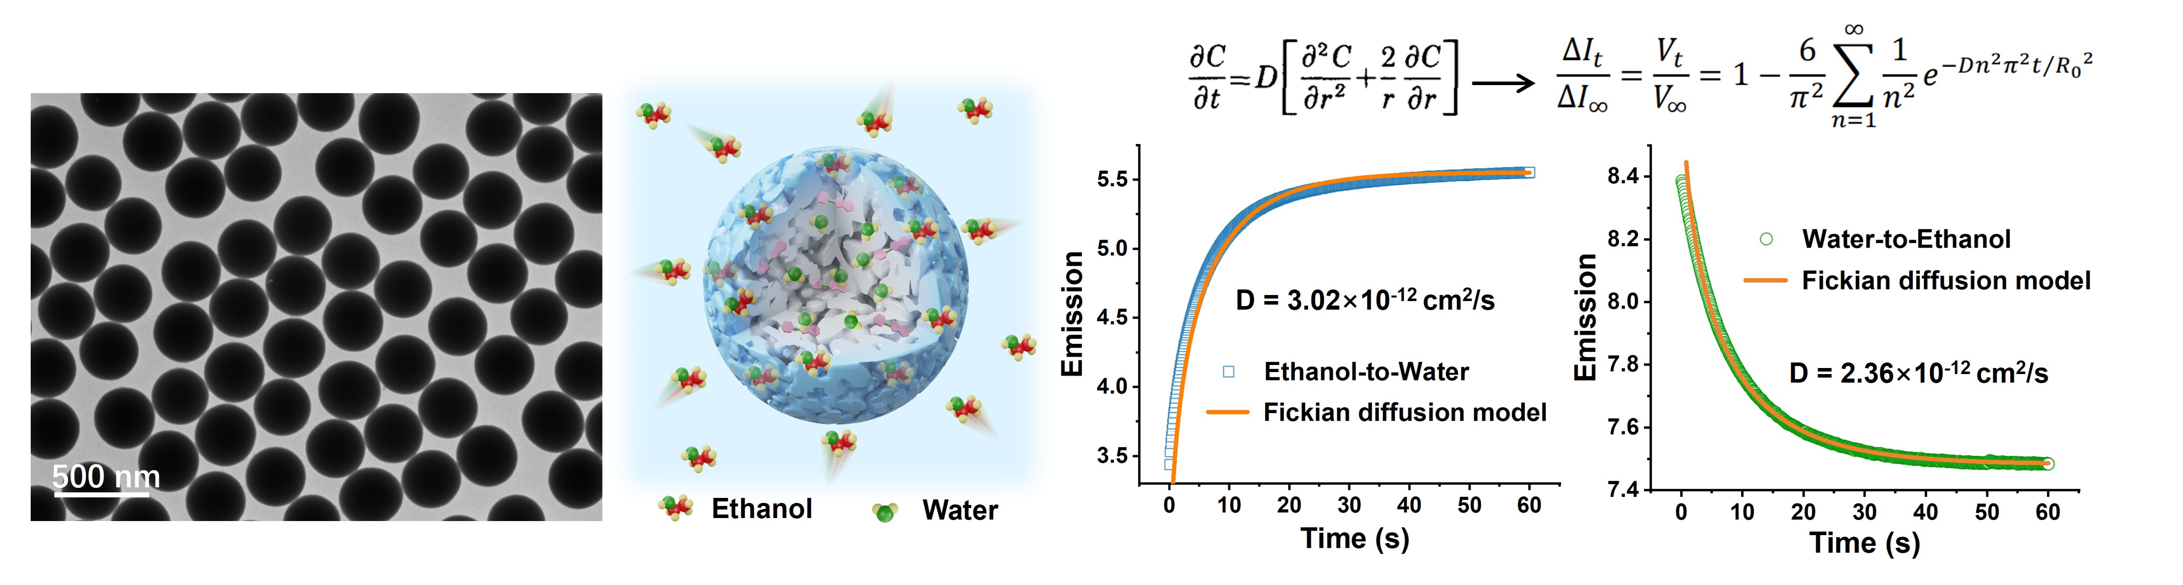 500 nm
Ethanol
Water
∂C/∂t=D[∂²C/∂r²+2/r ∂C/∂r] → ΔI_t/ΔI_∞ = V_t/V_∞ = 1 − 6/π² ∑_{n=1}^{∞} 1/n² e^{−Dn²π²t/R₀²}
Emission
5.5
5.0
4.5
4.0
3.5
D = 3.02×10⁻¹² cm²/s
Ethanol-to-Water
Fickian diffusion model
0 10 20 30 40 50 60
Time (s)
Emission
8.4
8.2
8.0
7.8
7.6
7.4
Water-to-Ethanol
Fickian diffusion model
D = 2.36×10⁻¹² cm²/s
0 10 20 30 40 50 60
Time (s)